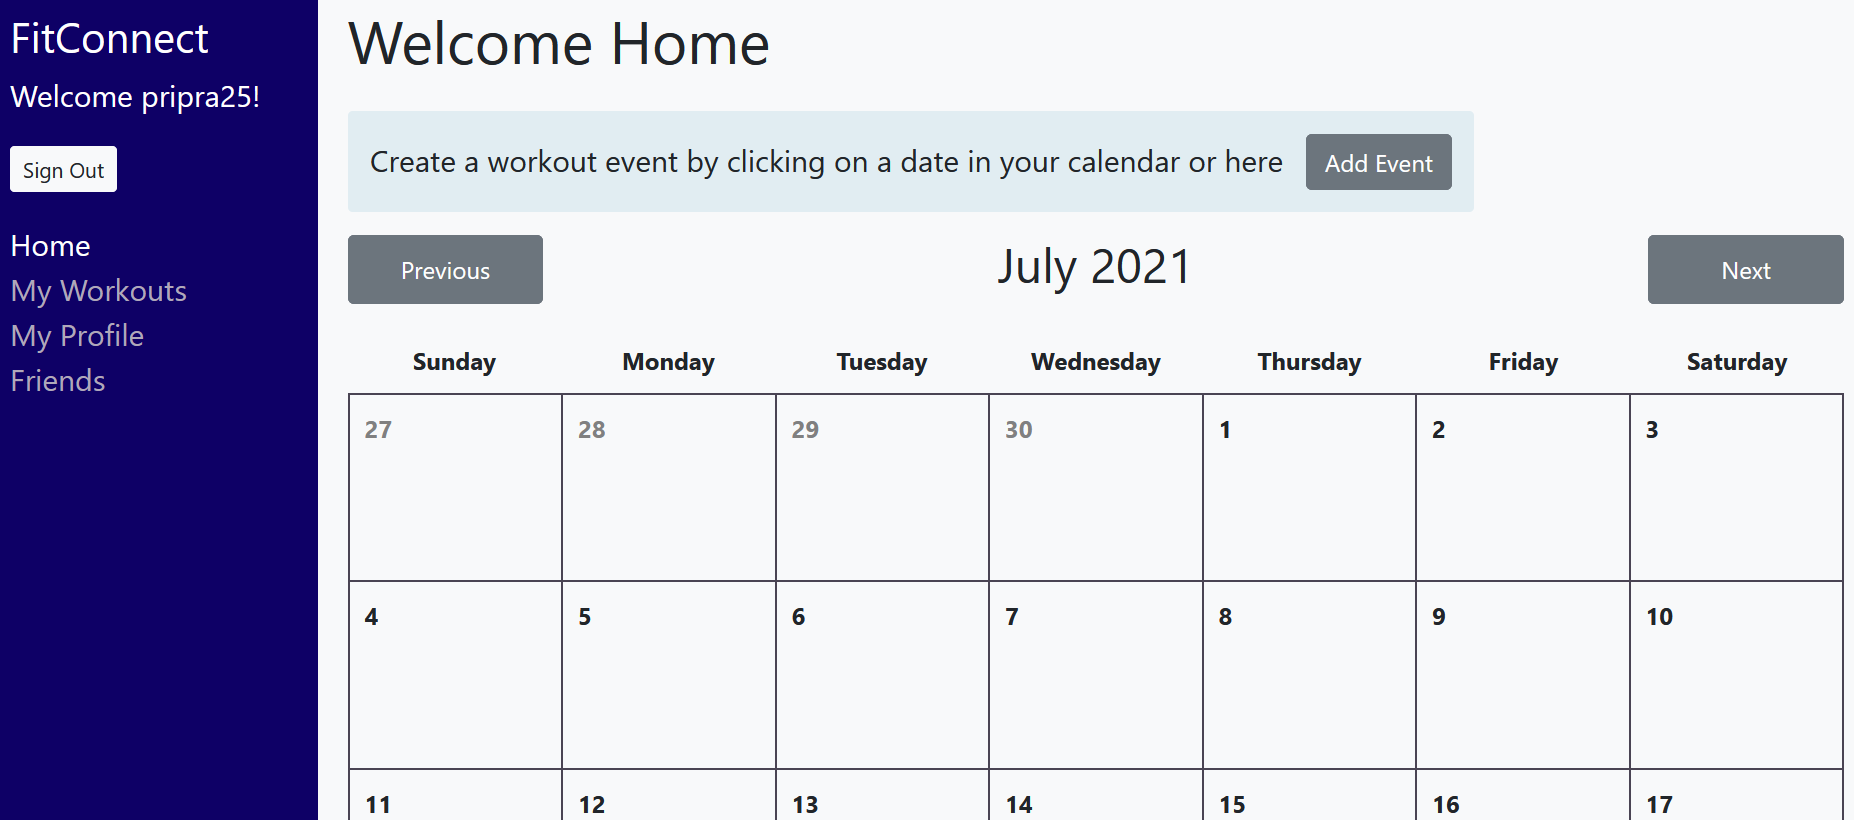 FitConnect
Welcome pripra25!
Sign Out
Home
My Workouts
My Profile
Friends
Welcome Home
Create a workout event by clicking on a date in your calendar or here Add Event
Previous July 2021 Next
Sunday Monday Tuesday Wednesday Thursday Friday Saturday
27 28 29 30 1 2 3
4 5 6 7 8 9 10
11 12 13 14 15 16 17